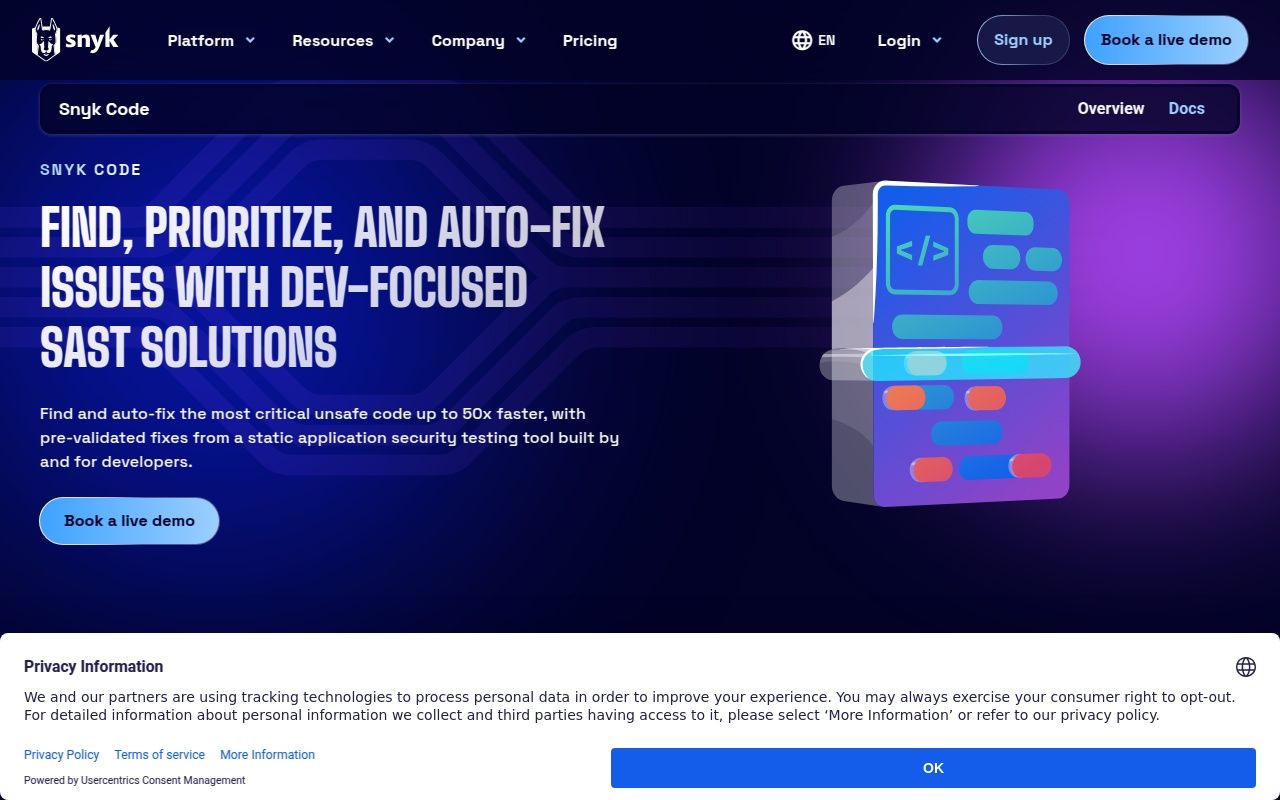 snyk
Platform
Resources
Company
Pricing
EN
Login
Sign up
Book a live demo
Snyk Code
Overview
Docs
SNYK CODE
FIND, PRIORITIZE, AND AUTO-FIX
ISSUES WITH DEV-FOCUSED
SAST SOLUTIONS
</>
Find and auto-fix the most critical unsafe code up to 50x faster, with
pre-validated fixes from a static application security testing tool built by
and for developers.
Book a live demo
Privacy Information
We and our partners are using tracking technologies to process personal data in order to improve your experience. You may always exercise your consumer right to opt-out.
For detailed information about personal information we collect and third parties having access to it, please select ‘More Information’ or refer to our privacy policy.
Privacy Policy
Terms of service
More Information
OK
Powered by Usercentrics Consent Management